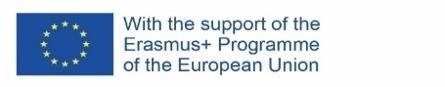 With the support of the
Erasmus+ Programme
of the European Union